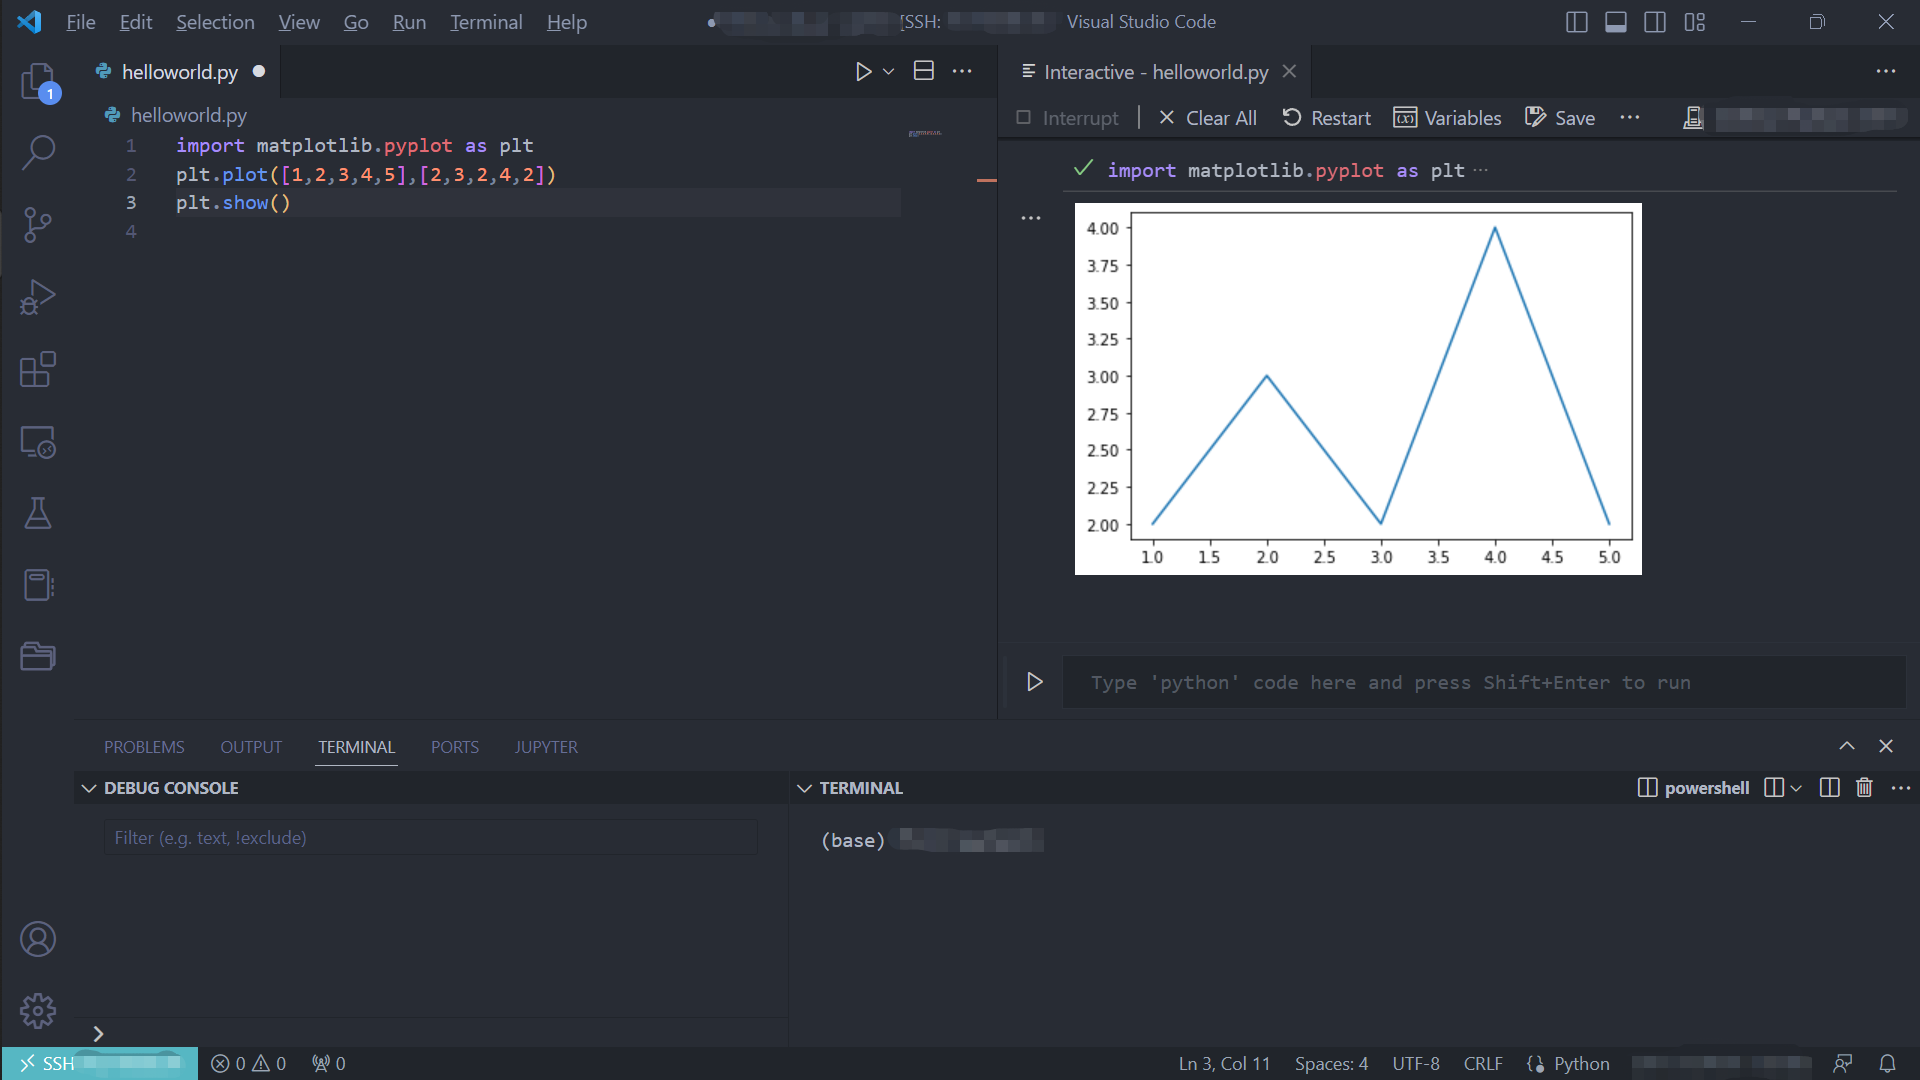 File Edit Selection View Go Run Terminal Help
[SSH: Visual Studio Code
helloworld.py
Interactive - helloworld.py
helloworld.py
Interrupt Clear All Restart Variables Save
1 import matplotlib.pyplot as plt
2 plt.plot([1,2,3,4,5],[2,3,2,4,2])
3 plt.show()
4
1
import matplotlib.pyplot as plt ...
4.00
3.75
3.50
3.25
3.00
2.75
2.50
2.25
2.00
1.0 1.5 2.0 2.5 3.0 3.5 4.0 4.5 5.0
Type 'python' code here and press Shift+Enter to run
PROBLEMS OUTPUT TERMINAL PORTS JUPYTER
DEBUG CONSOLE
Filter (e.g. text, !exclude)
TERMINAL
powershell
(base)
SSH
0 0 0
Ln 3, Col 11 Spaces: 4 UTF-8 CRLF Python